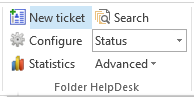 New ticket Search
Configure Status
Statistics Advanced
Folder HelpDesk